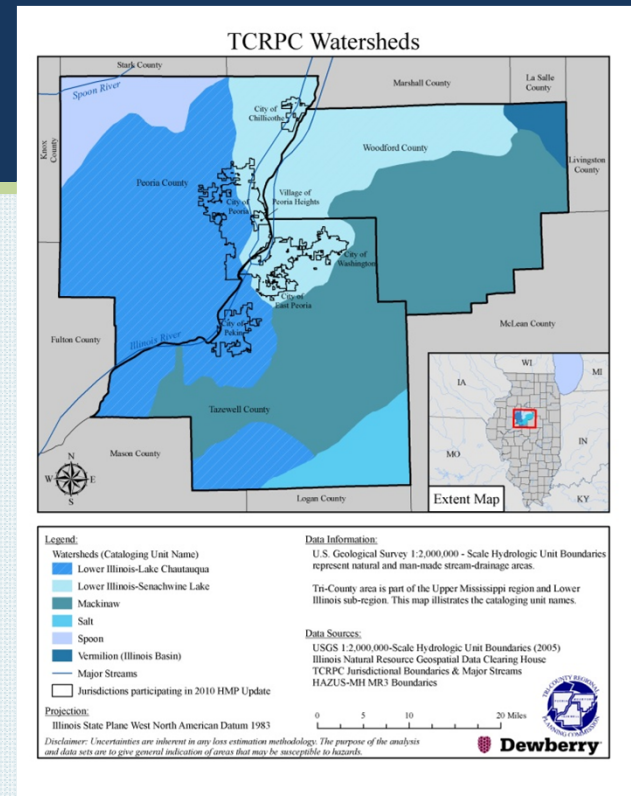 TCRPC Watersheds
Stark County
Spoon River
Marshall County
La Salle
County
Knox
County
City of
Chillicothe
Woodford County
Livingston
County
Peoria County
City of
Peoria
Village of
Peoria Heights
City of
Washington
City of
East Peoria
City of
Pekin
Fulton County
Illinois River
McLean County
Tazewell County
Mason County
Logan County
N
W
E
S
WI
IA
MI
IN
MO
KY
Extent Map
Legend:
Watersheds (Cataloging Unit Name)
Lower Illinois-Lake Chautauqua
Lower Illinois-Senachwine Lake
Mackinaw
Salt
Spoon
Vermilion (Illinois Basin)
Major Streams
Jurisdictions participating in 2010 HMP Update
Projection:
Illinois State Plane West North American Datum 1983
Data Information:
U.S. Geological Survey 1:2,000,000 - Scale Hydrologic Unit Boundaries
represent natural and man-made stream-drainage areas.
Tri-County area is part of the Upper Mississippi region and Lower
Illinois sub-region. This map illistrates the cataloging unit names.
Data Sources:
USGS 1:2,000,000-Scale Hydrologic Unit Boundaries (2005)
Illinois Natural Resource Geospatial Data Clearing House
TCRPC Jurisdictional Boundaries & Major Streams
HAZUS-MH MR3 Boundaries
0 5 10 20 Miles
TRI-COUNTY REGIONAL
PLANNING COMMISSION
Dewberry
Disclaimer: Uncertainties are inherent in any loss estimation methodology. The purpose of the analysis
and data sets are to give general indication of areas that may be susceptible to hazards.